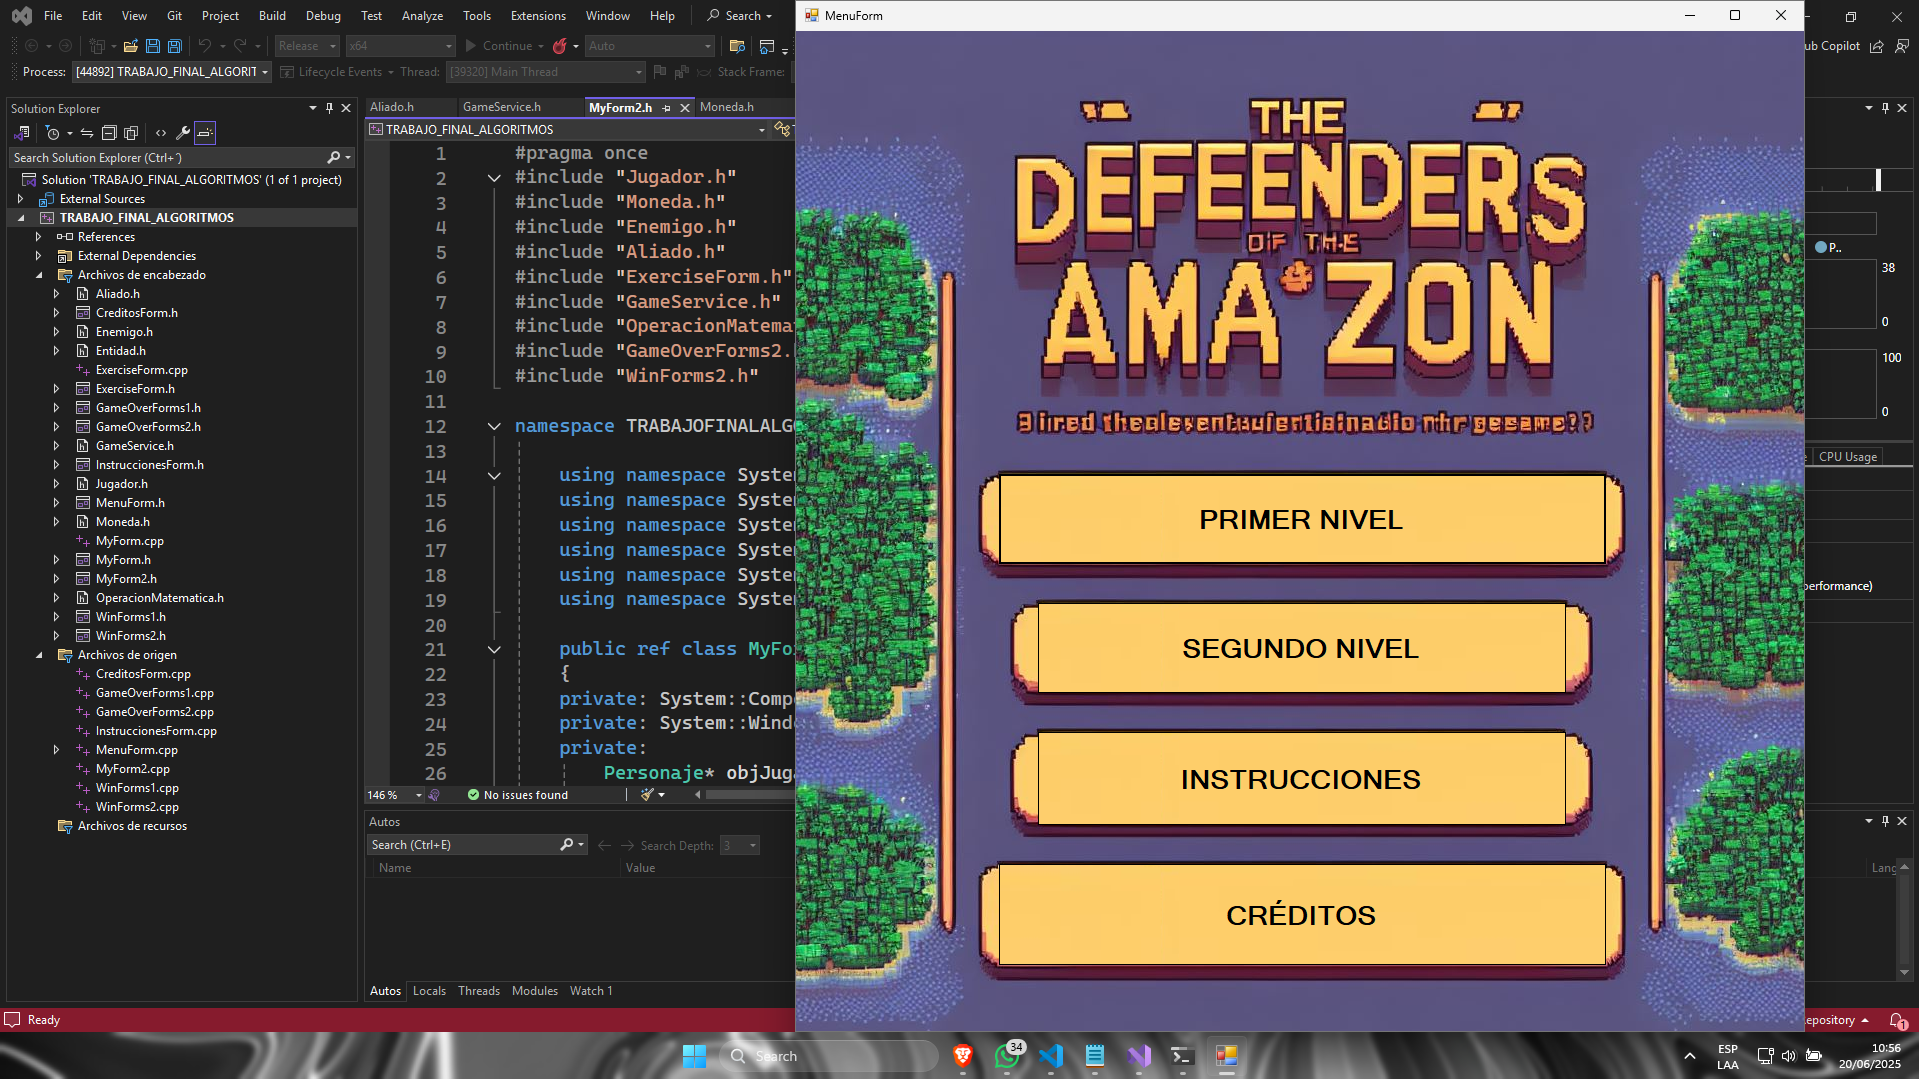 File Edit View Git Project Build Debug Test Analyze Tools Extensions Window Help Search
Release x64 Continue Auto
Process: [44892] TRABAJO_FINAL_ALGORIT Lifecycle Events Thread: [39320] Main Thread Stack Frame:
Solution Explorer
Search Solution Explorer (Ctrl+´)
Solution 'TRABAJO_FINAL_ALGORITMOS' (1 of 1 project)
External Sources
TRABAJO_FINAL_ALGORITMOS
References
External Dependencies
Archivos de encabezado
Aliado.h
CreditosForm.h
Enemigo.h
Entidad.h
ExerciseForm.cpp
ExerciseForm.h
GameOverForms1.h
GameOverForms2.h
GameService.h
InstruccionesForm.h
Jugador.h
MenuForm.h
Moneda.h
MyForm.cpp
MyForm.h
MyForm2.h
OperacionMatematica.h
WinForms1.h
WinForms2.h
Archivos de origen
CreditosForm.cpp
GameOverForms1.cpp
GameOverForms2.cpp
InstruccionesForm.cpp
MenuForm.cpp
MyForm2.cpp
WinForms1.cpp
WinForms2.cpp
Archivos de recursos
Aliado.h GameService.h MyForm2.h Moneda.h
TRABAJO_FINAL_ALGORITMOS
1 #pragma once
2 #include "Jugador.h"
3 #include "Moneda.h"
4 #include "Enemigo.h"
5 #include "Aliado.h"
6 #include "ExerciseForm.h"
7 #include "GameService.h"
8 #include "OperacionMatema
9 #include "GameOverForms2.
10 #include "WinForms2.h"
11
12 namespace TRABAJOFINALALG
13
14 using namespace System
15 using namespace System
16 using namespace System
17 using namespace System
18 using namespace System
19 using namespace System
20
21 public ref class MyFo
22 {
23 private: System::Comp
24 private: System::Wind
25 private:
26 Personaje* objJuga
146 % No issues found
Autos
Search (Ctrl+E) Search Depth: 3
Name Value
Autos Locals Threads Modules Watch 1
Ready
MenuForm
THE
DEFEENDERS
OF THE
AMAZON
PRIMER NIVEL
SEGUNDO NIVEL
INSTRUCCIONES
CRÉDITOS
ub Copilot
P..
38
0
100
0
CPU Usage
performance)
Lang
epository
1
Search
34
ESP
LAA
10:56
20/06/2025